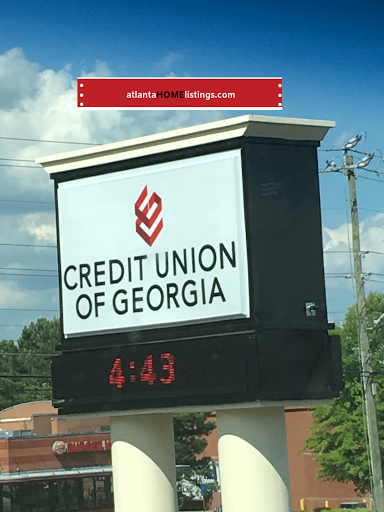 atlantaHOMElistings.com
CREDIT UNION
OF GEORGIA
4:43